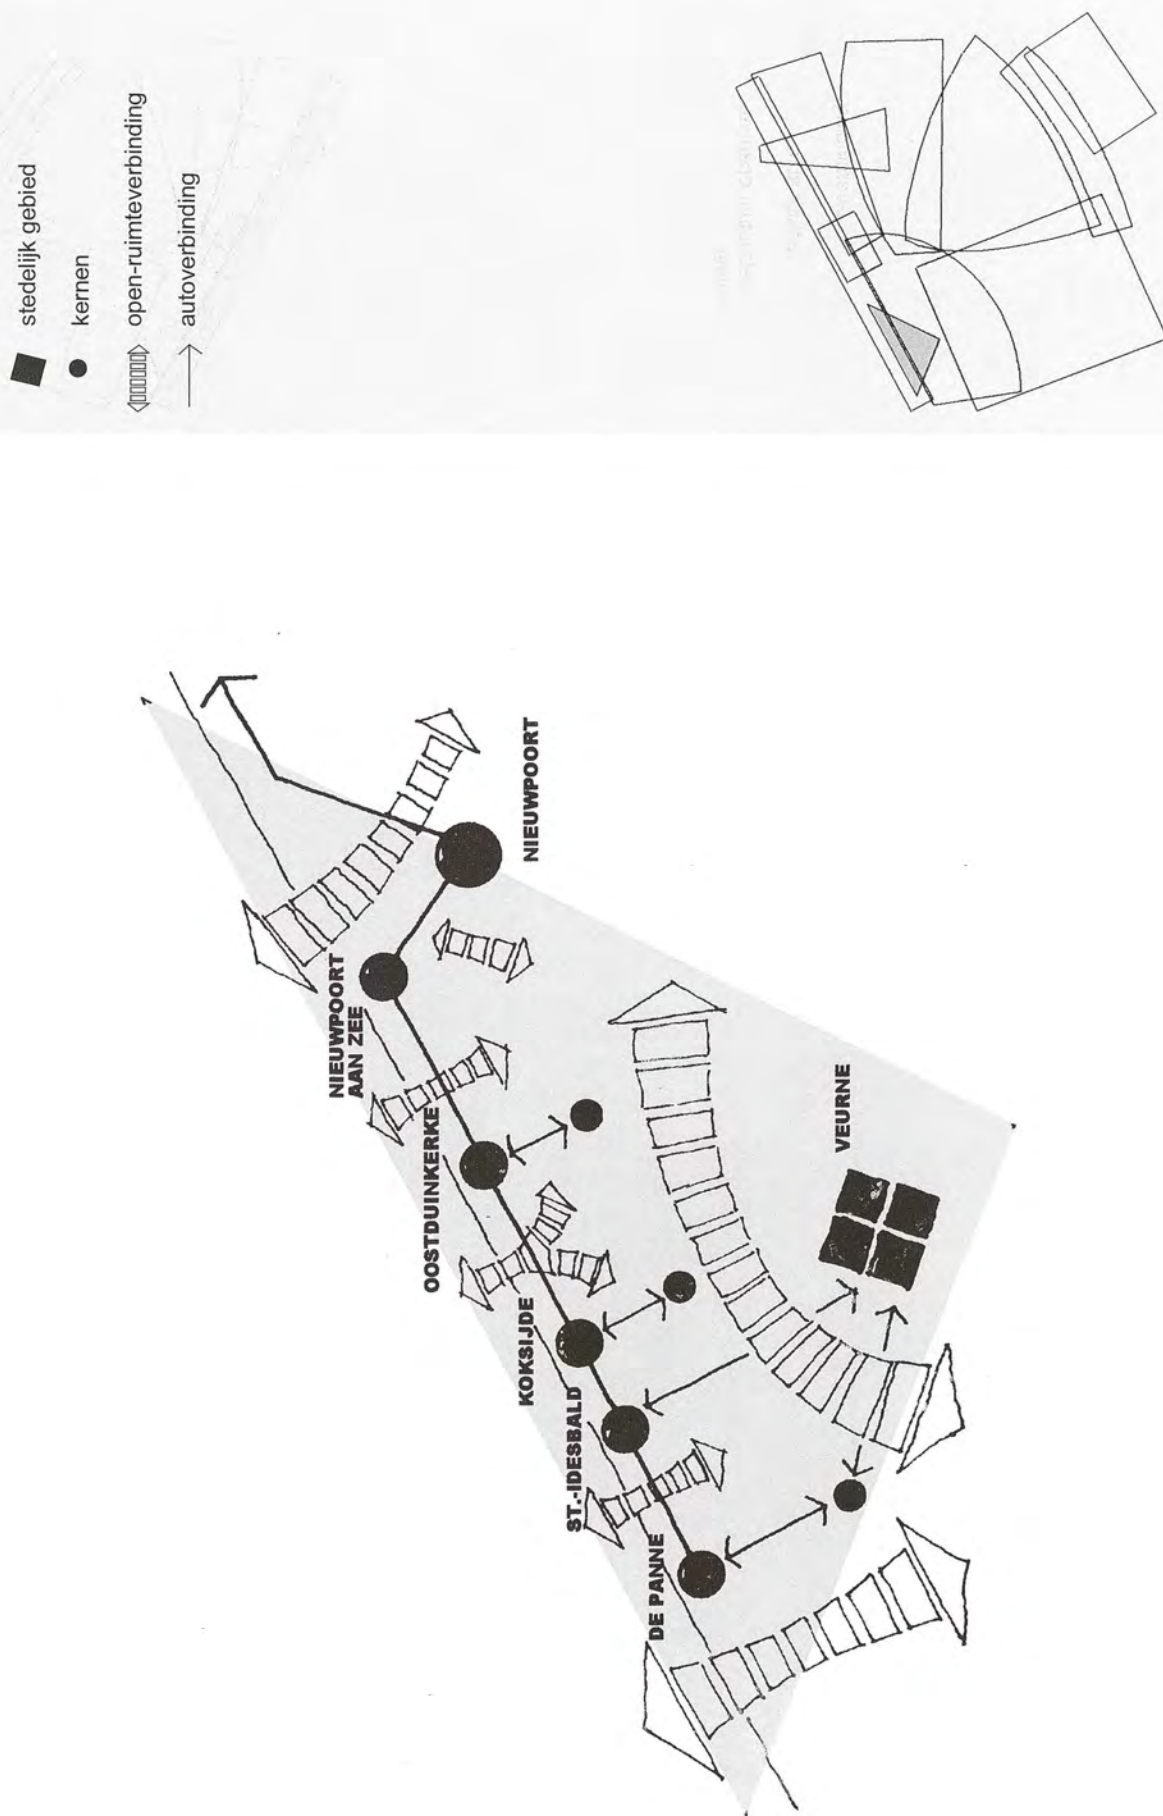 stedelijk gebied
kernen
open-ruimteverbinding
autoverbinding
NIEUWPOORT
NIEUWPOORT
AAN ZEE
OOSTDUINKERKE
KOKSIJDE
ST.-IDESBALD
DE PANNE
VEURNE